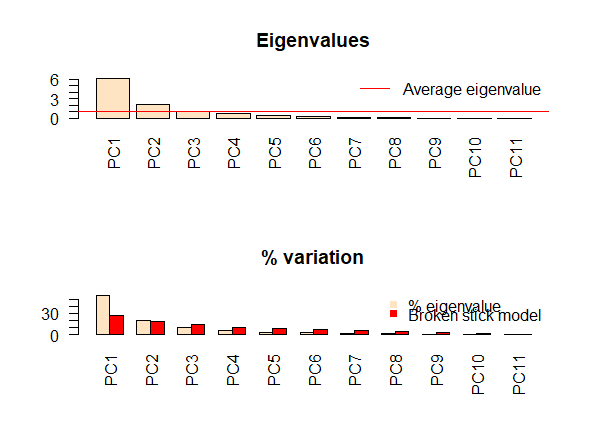 Eigenvalues
6
3
0
Average eigenvalue
PC1
PC2
PC3
PC4
PC5
PC6
PC7
PC8
PC9
PC10
PC11
% variation
30
0
% eigenvalue
Broken stick model
PC1
PC2
PC3
PC4
PC5
PC6
PC7
PC8
PC9
PC10
PC11